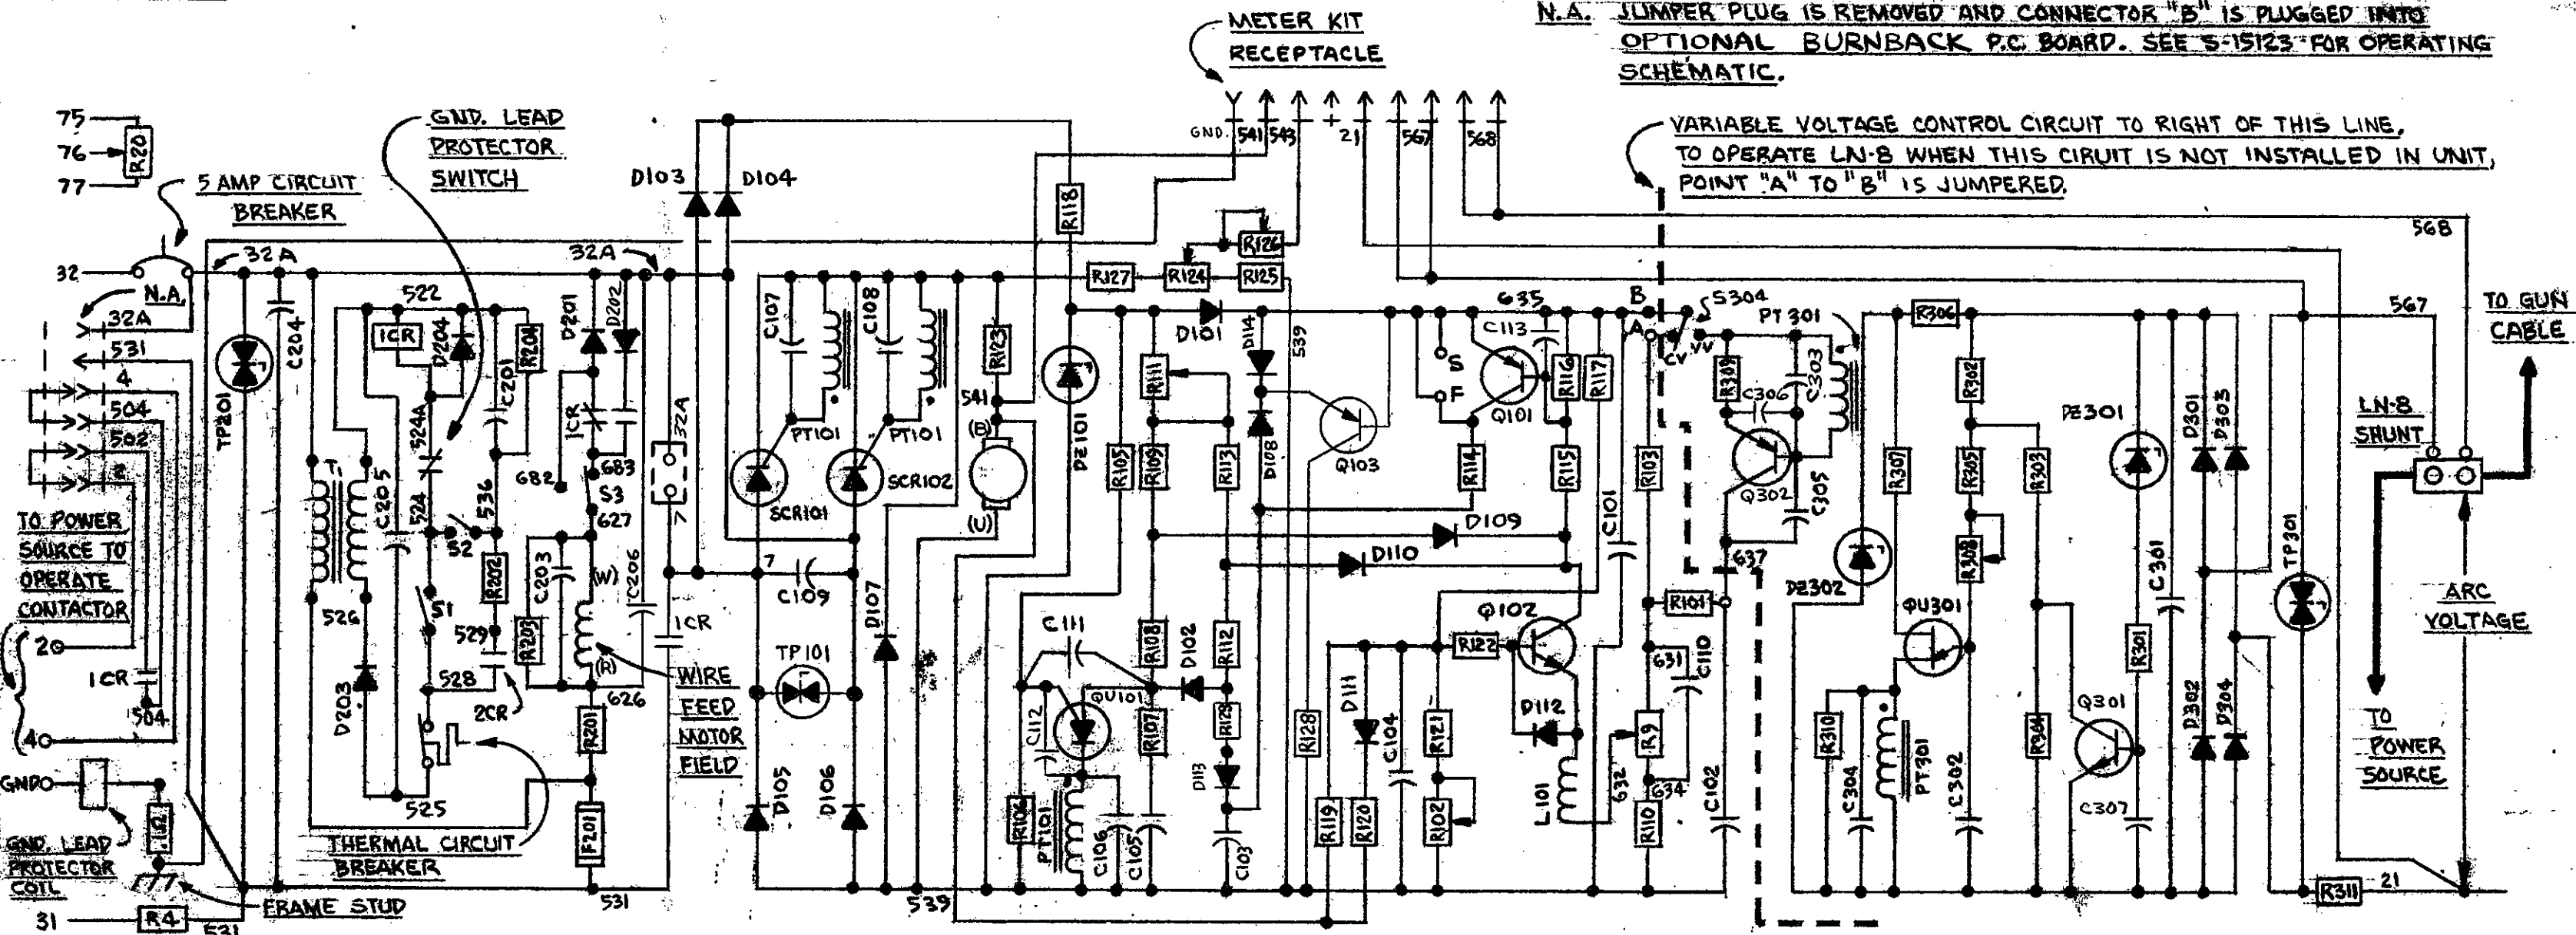 METER KIT
RECEPTACLE
N.A. JUMPER PLUG IS REMOVED AND CONNECTOR "B" IS PLUGGED INTO
OPTIONAL BURNBACK P.C. BOARD. SEE S-15123 FOR OPERATING
SCHEMATIC.
VARIABLE VOLTAGE CONTROL CIRCUIT TO RIGHT OF THIS LINE.
TO OPERATE LN-8 WHEN THIS CIRUIT IS NOT INSTALLED IN UNIT,
POINT "A" TO "B" IS JUMPERED.
75
76
77
R20
5 AMP CIRCUIT
BREAKER
GND. LEAD
PROTECTOR
SWITCH
D103
D104
GND.
541
543
21
567
568
R118
R126
568
32
32A
32A
N.A.
32A
531
4
504
502
2
TP201
C204
522
1CR
D204
C201
R204
D201
D202
1CR
524A
524
536
682
683
S3
627
S2
S1
T1
C205
526
R202
529
528
2CR
D203
525
R203
C203
(W)
(R)
C206
626
R201
F201
531
32A
7
1CR
WIRE
FEED
MOTOR
FIELD
THERMAL CIRCUIT
BREAKER
TO POWER
SOURCE TO
OPERATE
CONTACTOR
2
1CR
504
4
GND
GND. LEAD
PROTECTOR
COIL
FRAME STUD
31
R4
531
C107
C108
PT101
PT101
SCR101
SCR102
7
C109
TP101
D105
D106
D107
R127
R124
R125
R123
541
(B)
(U)
539
DZ101
D101
R111
R105
R109
R113
D114
D108
539
Q103
S
F
635
C113
Q101
R116
R117
R114
R115
D109
D110
C101
C111
C112
QU101
R108
D102
R112
R107
R129
D113
R106
PT101
C106
C105
C103
R128
R119
R120
D111
C104
R121
R102
R122
Q102
D112
L101
632
B
A
S304
CV
VV
R103
R101
631
C110
R9
634
R110
C102
637
PT301
R309
C306
C303
Q302
C305
R306
R307
R302
R305
R303
R308
DZ302
QU301
R310
C304
PT301
C302
R304
Q301
C307
R301
C301
DZ301
D301
D303
D302
D304
TP301
R311
21
567
TO GUN
CABLE
LN-8
SHUNT
ARC
VOLTAGE
TO
POWER
SOURCE